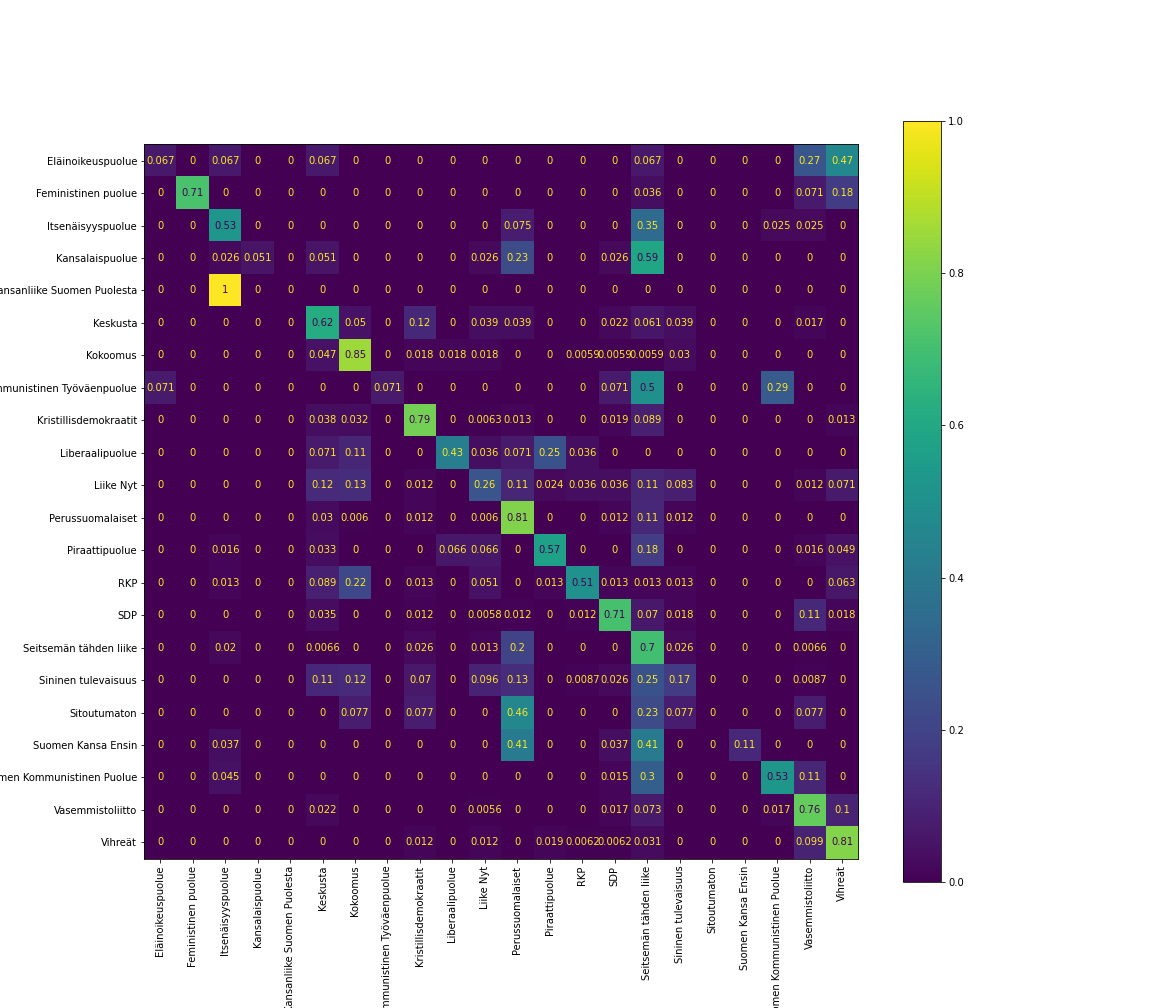 Eläinoikeuspuolue 0.067 0 0.067 0 0 0.067 0 0 0 0 0 0 0 0 0 0.067 0 0 0 0 0.27 0.47
Feministinen puolue 0 0.71 0 0 0 0 0 0 0 0 0 0 0 0 0 0.036 0 0 0 0 0.071 0.18
Itsenäisyyspuolue 0 0 0.53 0 0 0 0 0 0 0 0 0.075 0 0 0 0.35 0 0 0 0.025 0.025 0
Kansalaispuolue 0 0 0.026 0.051 0 0.051 0 0 0 0 0.026 0.23 0 0 0.026 0.59 0 0 0 0 0 0
ansanliike Suomen Puolesta 0 0 1 0 0 0 0 0 0 0 0 0 0 0 0 0 0 0 0 0 0 0
Keskusta 0 0 0 0 0 0.62 0.05 0 0.12 0 0.039 0.039 0 0 0.022 0.061 0.039 0 0 0 0.017 0
Kokoomus 0 0 0 0 0 0.047 0.85 0 0.018 0.018 0.018 0 0 0.0059 0.0059 0.0059 0.03 0 0 0 0 0
mmunistinen Työväenpuolue 0.071 0 0 0 0 0 0 0.071 0 0 0 0 0 0 0.071 0.5 0 0 0 0.29 0 0
Kristillisdemokraatit 0 0 0 0 0 0.038 0.032 0 0.79 0 0.0063 0.013 0 0 0.019 0.089 0 0 0 0 0 0.013
Liberaalipuolue 0 0 0 0 0 0.071 0.11 0 0 0.43 0.036 0.071 0.25 0.036 0 0 0 0 0 0 0 0
Liike Nyt 0 0 0 0 0 0.12 0.13 0 0.012 0 0.26 0.11 0.024 0.036 0.036 0.11 0.083 0 0 0 0.012 0.071
Perussuomalaiset 0 0 0 0 0 0.03 0.006 0 0.012 0 0.006 0.81 0 0 0.012 0.11 0.012 0 0 0 0 0
Piraattipuolue 0 0 0.016 0 0 0.033 0 0 0 0.066 0.066 0 0.57 0 0 0.18 0 0 0 0 0.016 0.049
RKP 0 0 0.013 0 0 0.089 0.22 0 0.013 0 0.051 0 0.013 0.51 0.013 0.013 0.013 0 0 0 0 0.063
SDP 0 0 0 0 0 0.035 0 0 0.012 0 0.0058 0.012 0 0.012 0.71 0.07 0.018 0 0 0 0.11 0.018
Seitsemän tähden liike 0 0 0.02 0 0 0.0066 0 0 0.026 0 0.013 0.2 0 0 0 0.7 0.026 0 0 0 0.0066 0
Sininen tulevaisuus 0 0 0 0 0 0.11 0.12 0 0.07 0 0.096 0.13 0 0.0087 0.026 0.25 0.17 0 0 0 0.0087 0
Sitoutumaton 0 0 0 0 0 0 0.077 0 0.077 0 0 0.46 0 0 0 0.23 0.077 0 0 0 0.077 0
Suomen Kansa Ensin 0 0 0.037 0 0 0 0 0 0 0 0 0.41 0 0 0.037 0.41 0 0 0.11 0 0 0
men Kommunistinen Puolue 0 0 0.045 0 0 0 0 0 0 0 0 0 0 0 0.015 0.3 0 0 0 0.53 0.11 0
Vasemmistoliitto 0 0 0 0 0 0.022 0 0 0 0 0.0056 0 0 0 0.017 0.073 0 0 0 0.017 0.76 0.1
Vihreät 0 0 0 0 0 0 0 0 0.012 0 0.012 0 0.019 0.0062 0.0062 0.031 0 0 0 0 0.099 0.81
Eläinoikeuspuolue
Feministinen puolue
Itsenäisyyspuolue
Kansalaispuolue
ansanliike Suomen Puolesta
Keskusta
Kokoomus
mmunistinen Työväenpuolue
Kristillisdemokraatit
Liberaalipuolue
Liike Nyt
Perussuomalaiset
Piraattipuolue
RKP
SDP
Seitsemän tähden liike
Sininen tulevaisuus
Sitoutumaton
Suomen Kansa Ensin
omen Kommunistinen Puolue
Vasemmistoliitto
Vihreät
1.0
0.8
0.6
0.4
0.2
0.0